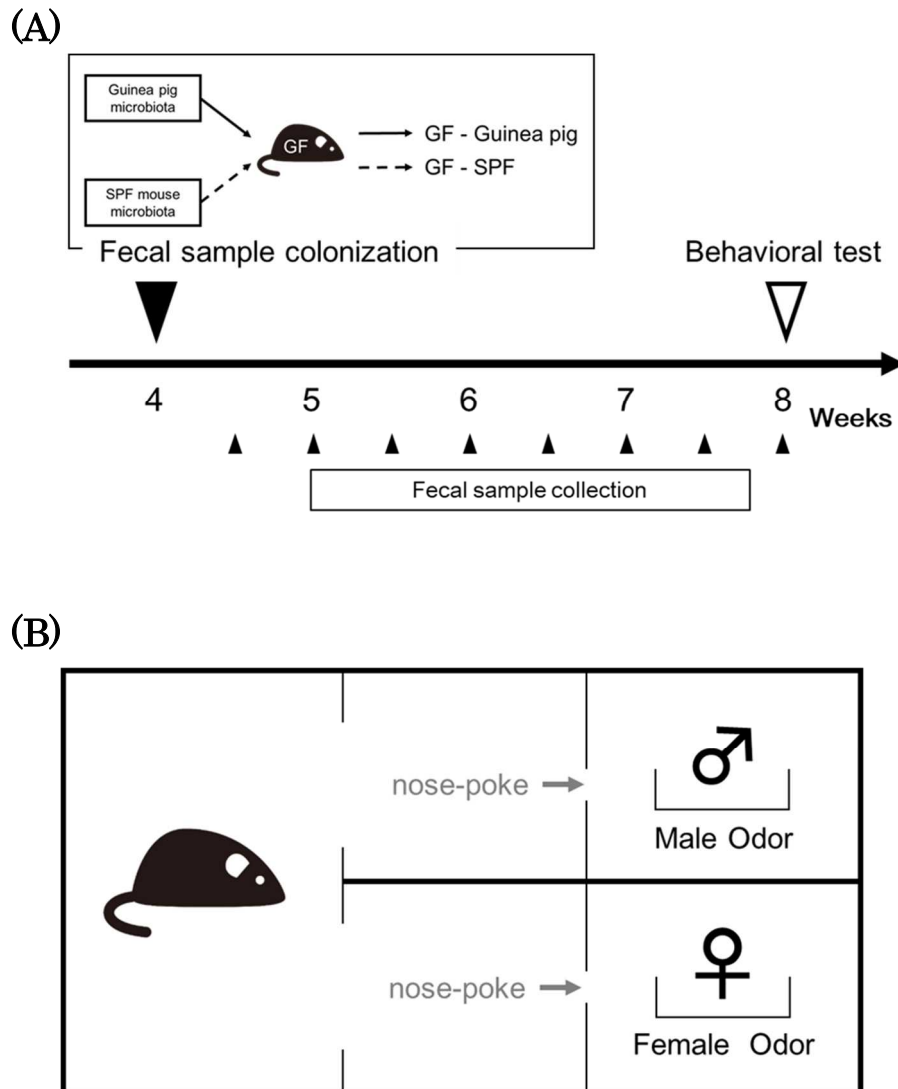 (A)
Guinea pig
microbiota
GF
GF - Guinea pig
GF - SPF
SPF mouse
microbiota
Fecal sample colonization
Behavioral test
4 5 6 7 8 Weeks
Fecal sample collection
(B)
nose-poke
Male Odor
nose-poke
Female Odor